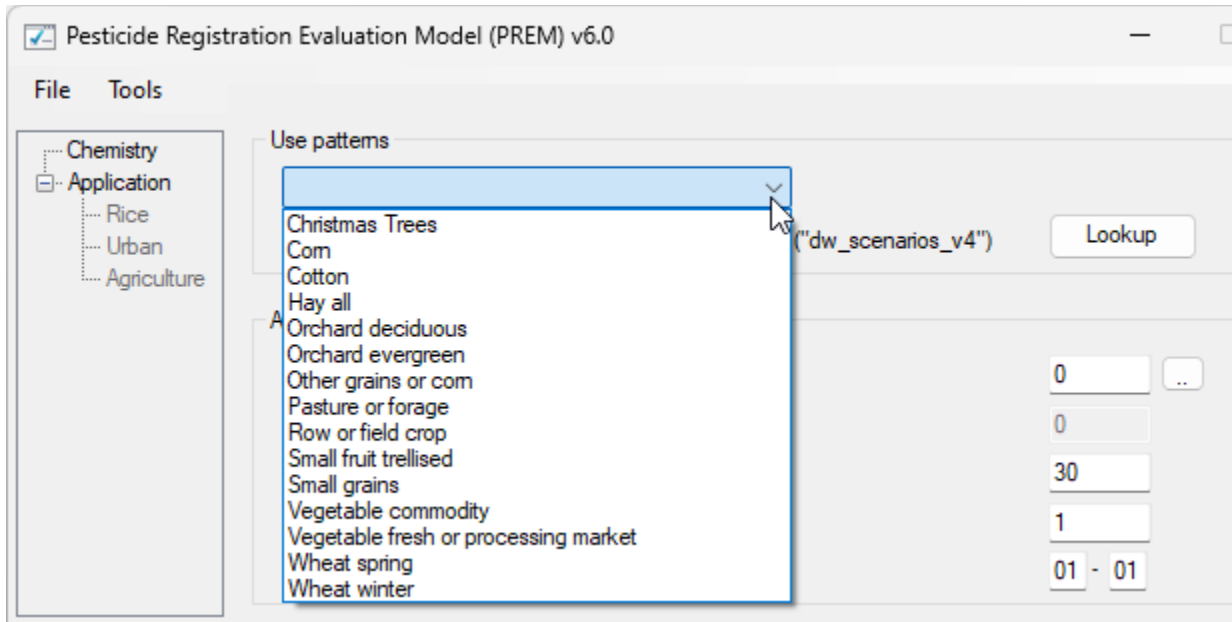 Pesticide Registration Evaluation Model (PREM) v6.0
File Tools
Chemistry
Application
Rice
Urban
Agriculture
Use patterns
Christmas Trees
Corn
Cotton
Hay all
Orchard deciduous
Orchard evergreen
Other grains or corn
Pasture or forage
Row or field crop
Small fruit trellised
Small grains
Vegetable commodity
Vegetable fresh or processing market
Wheat spring
Wheat winter
("dw_scenarios_v4") Lookup
A
0 ..
0
30
1
01 - 01